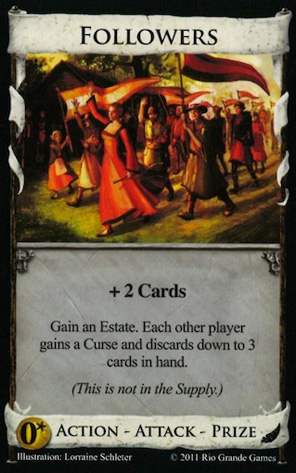 FOLLOWERS
+ 2 Cards
Gain an Estate. Each other player
gains a Curse and discards down to 3
cards in hand.
(This is not in the Supply.)
0* ACTION - ATTACK - PRIZE
Illustration: Lorraine Schleter © 2011 Rio Grande Games